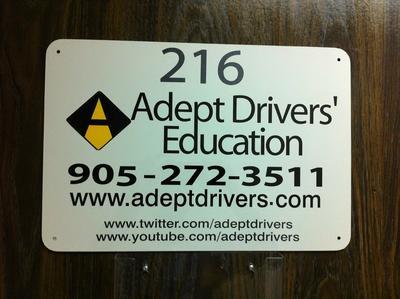 216
Adept Drivers'
Education
905-272-3511
www.adeptdrivers.com
www.twitter.com/adeptdrivers
www.youtube.com/adeptdrivers